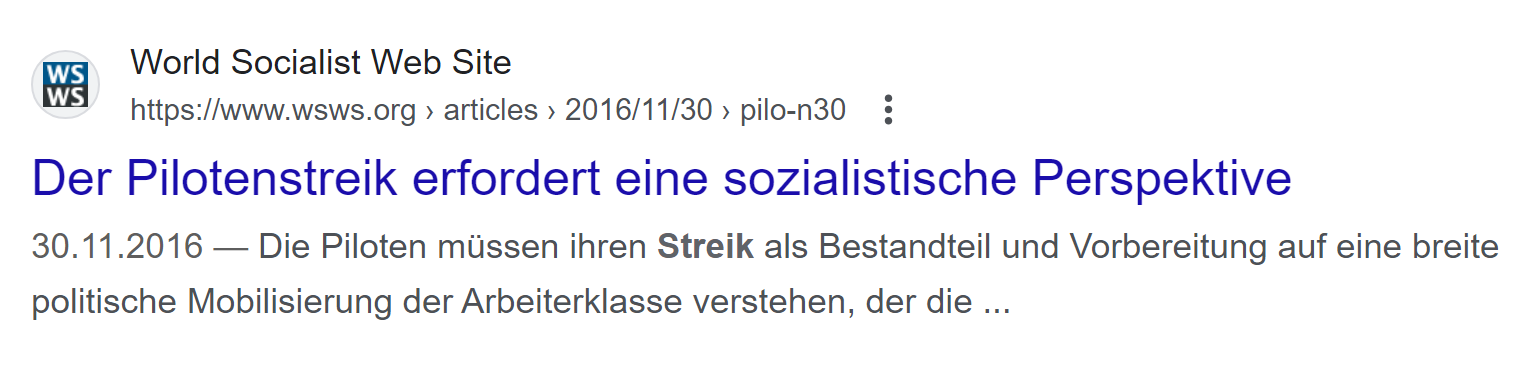 WS
WS
World Socialist Web Site
https://www.wsws.org › articles › 2016/11/30 › pilo-n30
Der Pilotenstreik erfordert eine sozialistische Perspektive
30.11.2016 — Die Piloten müssen ihren Streik als Bestandteil und Vorbereitung auf eine breite
politische Mobilisierung der Arbeiterklasse verstehen, der die ...